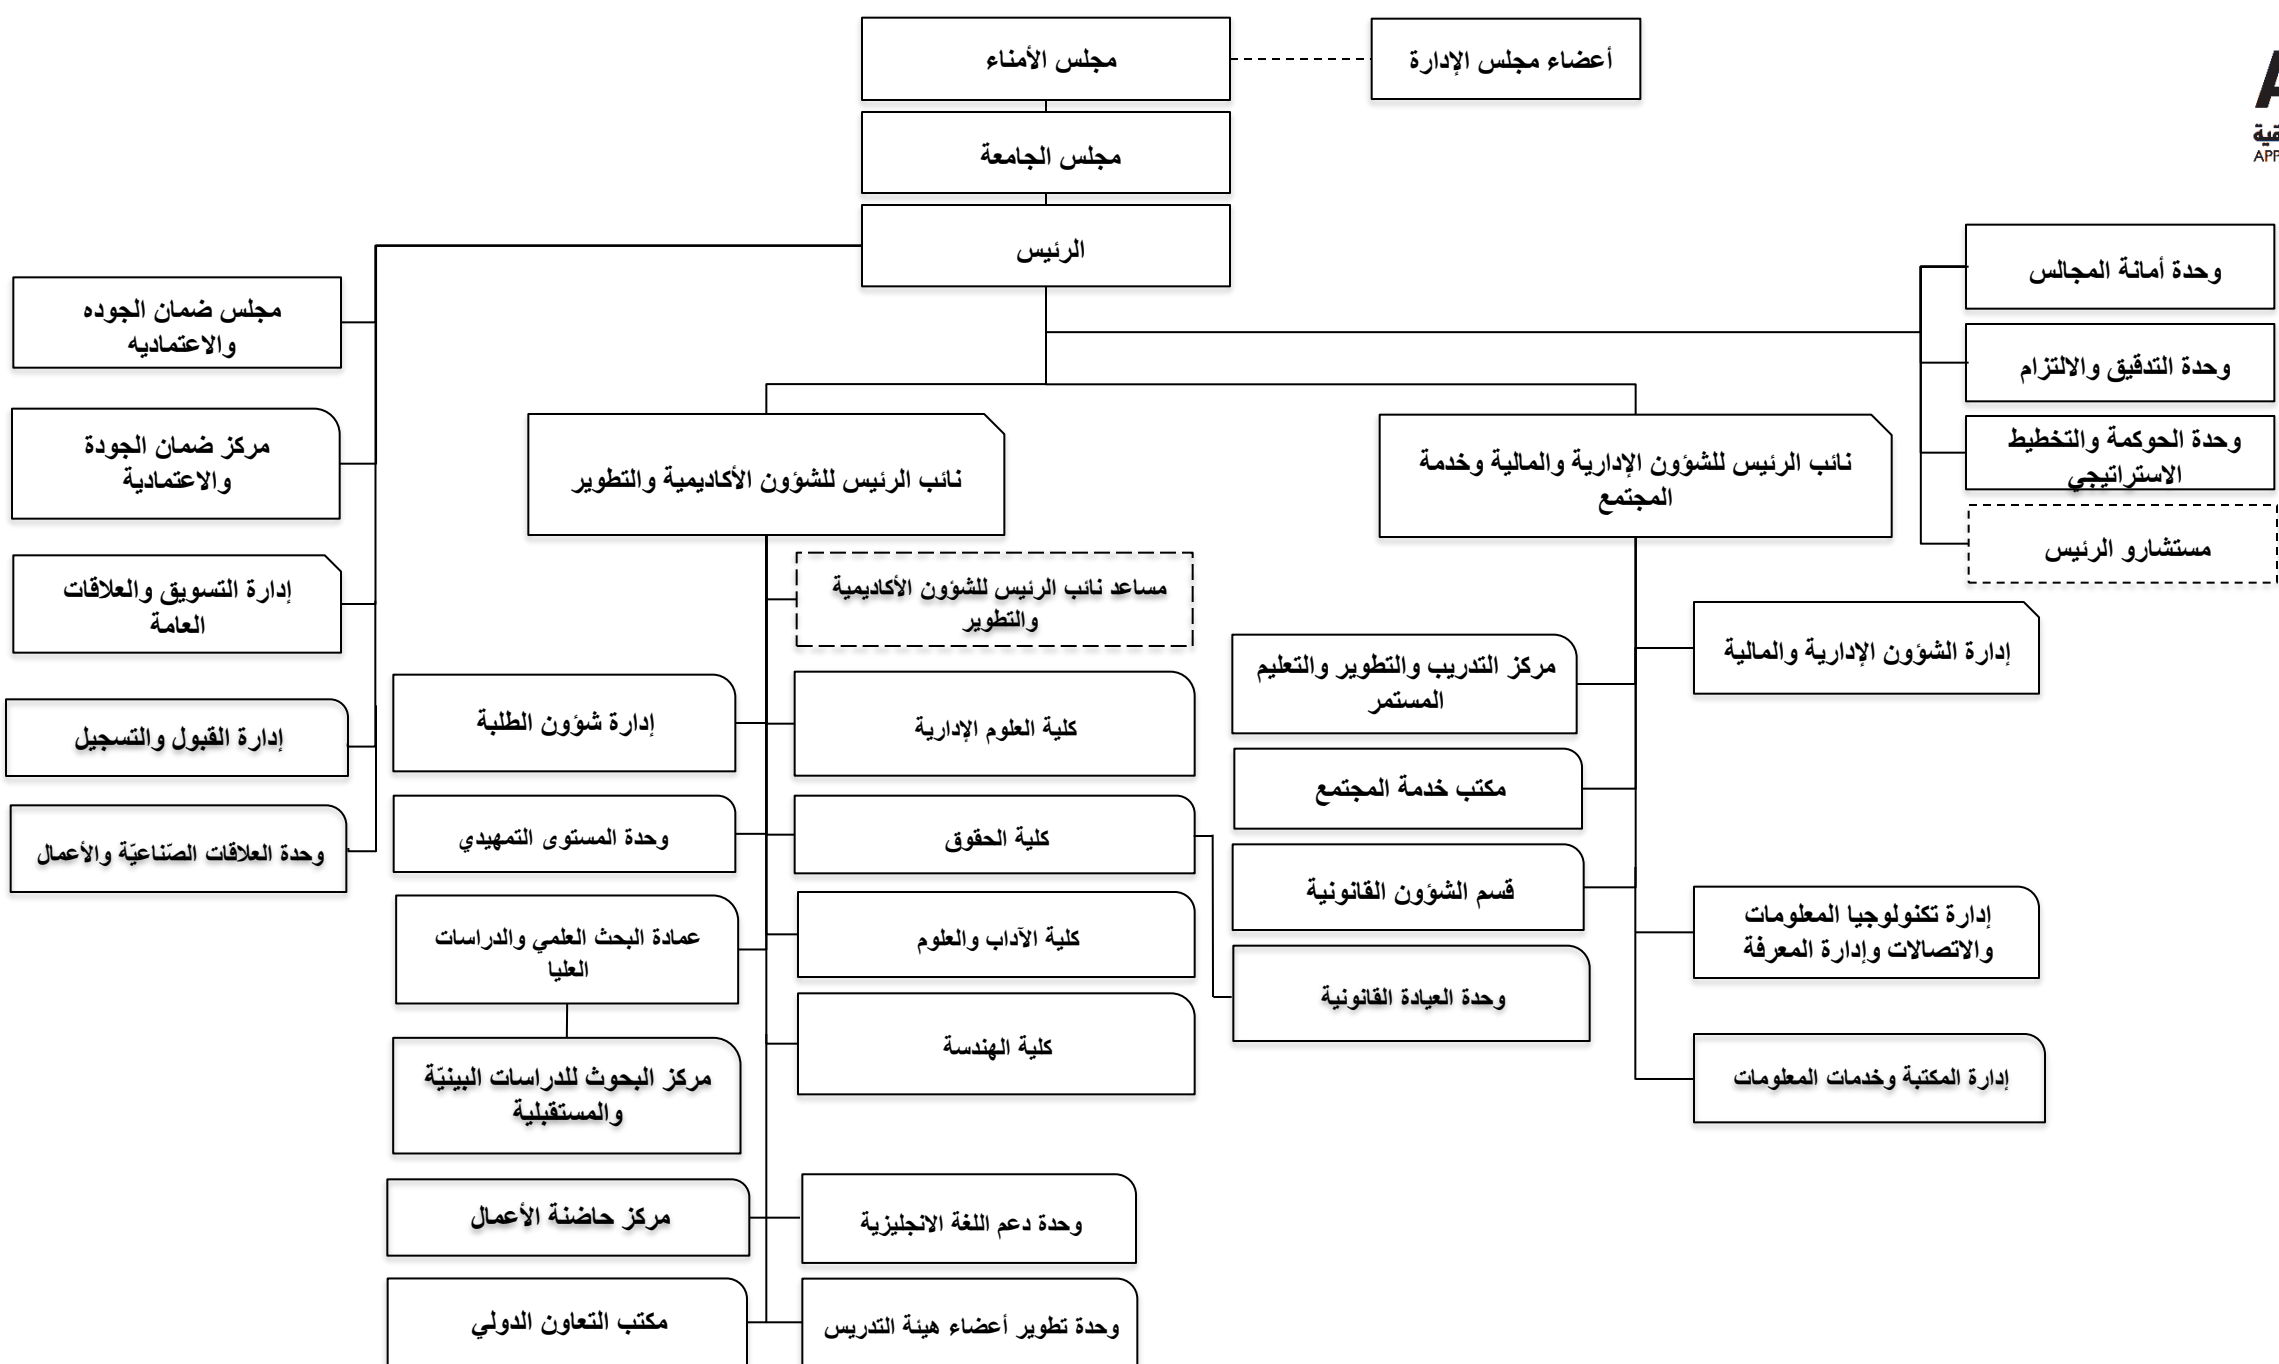 أعضاء مجلس الإدارة
مجلس الأمناء
مجلس الجامعة
الرئيس
APP
وحدة أمانة المجالس
وحدة التدقيق والالتزام
وحدة الحوكمة والتخطيط
الاستراتيجي
مستشارو الرئيس
مجلس ضمان الجوده
والاعتماديه
مركز ضمان الجودة
والاعتمادية
إدارة التسويق والعلاقات
العامة
إدارة القبول والتسجيل
وحدة العلاقات الصّناعيّة والأعمال
نائب الرئيس للشؤون الإدارية والمالية وخدمة
المجتمع
إدارة الشؤون الإدارية والمالية
إدارة تكنولوجيا المعلومات
والاتصالات وإدارة المعرفة
إدارة المكتبة وخدمات المعلومات
مركز التدريب والتطوير والتعليم
المستمر
مكتب خدمة المجتمع
قسم الشؤون القانونية
وحدة العيادة القانونية
نائب الرئيس للشؤون الأكاديمية والتطوير
مساعد نائب الرئيس للشؤون الأكاديمية
والتطوير
كلية العلوم الإدارية
كلية الحقوق
كلية الآداب والعلوم
كلية الهندسة
وحدة دعم اللغة الانجليزية
وحدة تطوير أعضاء هيئة التدريس
إدارة شؤون الطلبة
وحدة المستوى التمهيدي
عمادة البحث العلمي والدراسات
العليا
مركز البحوث للدراسات البينيّة
والمستقبلية
مركز حاضنة الأعمال
مكتب التعاون الدولي